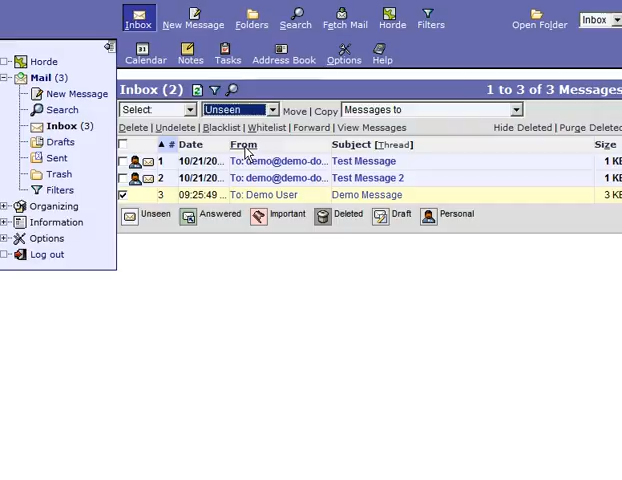 Inbox New Message Folders Search Fetch Mail Horde Filters Open Folder Inbox
Calendar Notes Tasks Address Book Options Help
Horde
Mail (3)
New Message
Search
Inbox (3)
Drafts
Sent
Trash
Filters
Organizing
Information
Options
Log out
Inbox (2) 1 to 3 of 3 Messages
Select: Unseen Move | Copy Messages to
Delete | Undelete | Blacklist | Whitelist | Forward | View Messages Hide Deleted | Purge Deleted
# Date From Subject [Thread] Size
1 10/21/20... To: demo@demo-do... Test Message 1 KB
2 10/21/20... To: demo@demo-do... Test Message 2 1 KB
3 09:25:49 ... To: Demo User Demo Message 3 KB
Unseen Answered Important Deleted Draft Personal